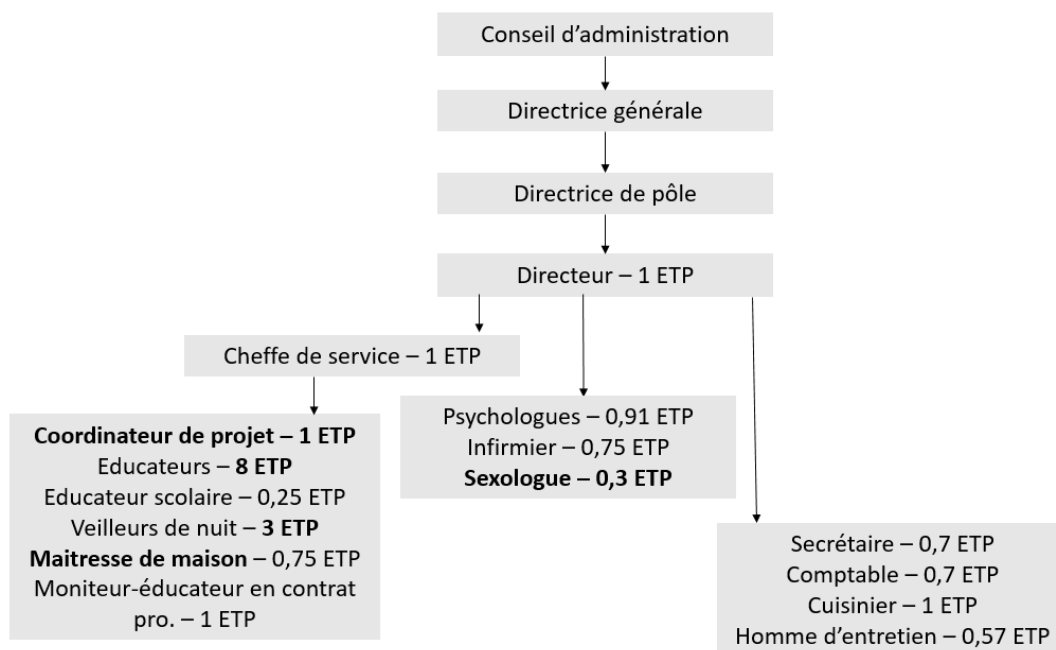 Conseil d’administration
Directrice générale
Directrice de pôle
Directeur – 1 ETP
Cheffe de service – 1 ETP
Coordinateur de projet – 1 ETP
Educateurs – 8 ETP
Educateur scolaire – 0,25 ETP
Veilleurs de nuit – 3 ETP
Maitresse de maison – 0,75 ETP
Moniteur-éducateur en contrat
pro. – 1 ETP
Psychologues – 0,91 ETP
Infirmier – 0,75 ETP
Sexologue – 0,3 ETP
Secrétaire – 0,7 ETP
Comptable – 0,7 ETP
Cuisinier – 1 ETP
Homme d’entretien – 0,57 ETP